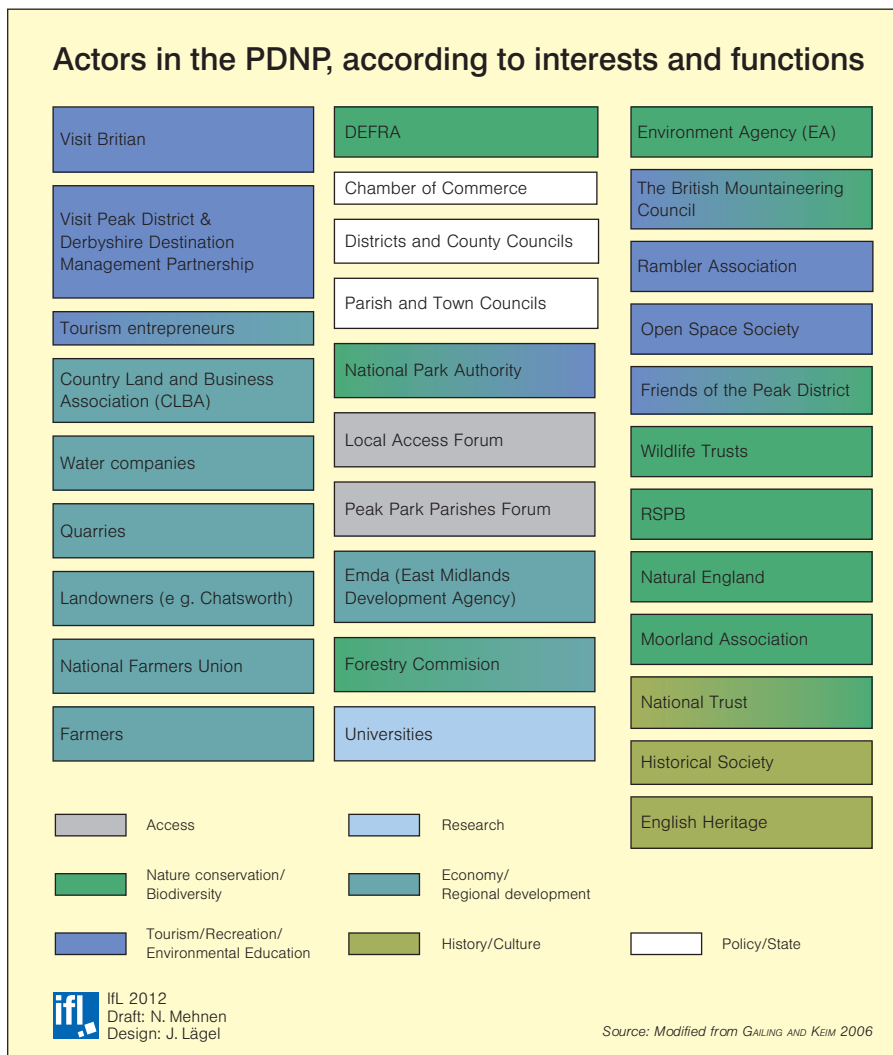 Actors in the PDNP, according to interests and functions
Visit Britian
Visit Peak District &
Derbyshire Destination
Management Partnership
Tourism entrepreneurs
Country Land and Business
Association (CLBA)
Water companies
Quarries
Landowners (e g. Chatsworth)
National Farmers Union
Farmers
DEFRA
Chamber of Commerce
Districts and County Councils
Parish and Town Councils
National Park Authority
Local Access Forum
Peak Park Parishes Forum
Emda (East Midlands
Development Agency)
Forestry Commision
Universities
Environment Agency (EA)
The British Mountaineering
Council
Rambler Association
Open Space Society
Friends of the Peak District
Wildlife Trusts
RSPB
Natural England
Moorland Association
National Trust
Historical Society
English Heritage
Access
Nature conservation/
Biodiversity
Tourism/Recreation/
Environmental Education
Research
Economy/
Regional development
History/Culture
Policy/State
ifl
IfL 2012
Draft: N. Mehnen
Design: J. Lägel
Source: Modified from GAILING AND KEIM 2006